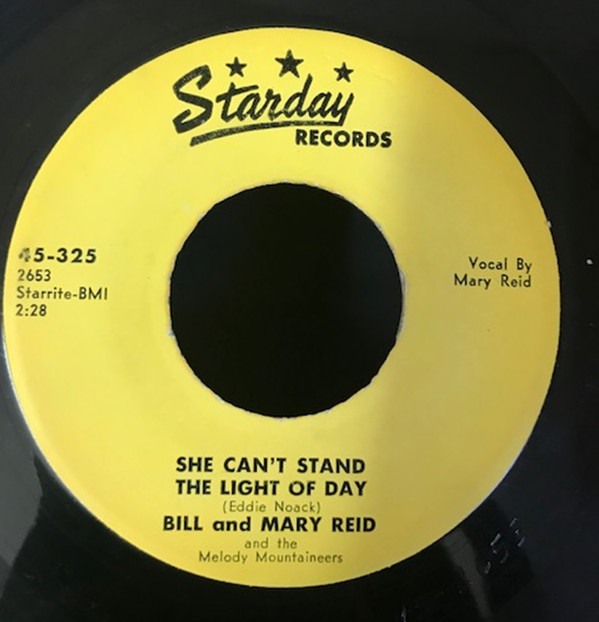 Starday
RECORDS
45-325
2653
Starrite-BMI
2:28
Vocal By
Mary Reid
SHE CAN'T STAND
THE LIGHT OF DAY
(Eddie Noack)
BILL and MARY REID
and the
Melody Mountaineers